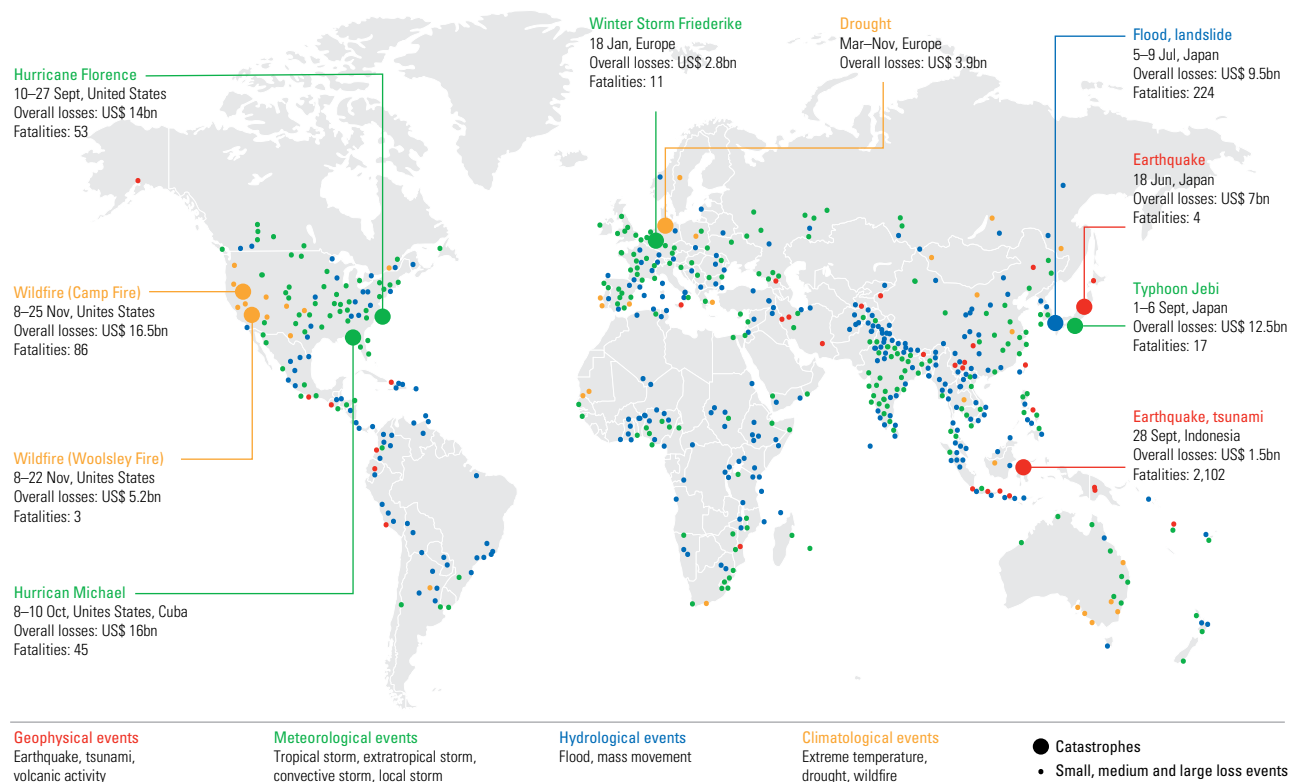 Winter Storm Friederike
18 Jan, Europe
Overall losses: US$ 2.8bn
Fatalities: 11
Drought
Mar–Nov, Europe
Overall losses: US$ 3.9bn
Flood, landslide
5–9 Jul, Japan
Overall losses: US$ 9.5bn
Fatalities: 224
Hurricane Florence
10–27 Sept, United States
Overall losses: US$ 14bn
Fatalities: 53
Earthquake
18 Jun, Japan
Overall losses: US$ 7bn
Fatalities: 4
Wildfire (Camp Fire)
8–25 Nov, Unites States
Overall losses: US$ 16.5bn
Fatalities: 86
Typhoon Jebi
1–6 Sept, Japan
Overall losses: US$ 12.5bn
Fatalities: 17
Earthquake, tsunami
28 Sept, Indonesia
Overall losses: US$ 1.5bn
Fatalities: 2,102
Wildfire (Woolsley Fire)
8–22 Nov, Unites States
Overall losses: US$ 5.2bn
Fatalities: 3
Hurrican Michael
8–10 Oct, Unites States, Cuba
Overall losses: US$ 16bn
Fatalities: 45
Geophysical events
Earthquake, tsunami,
volcanic activity
Meteorological events
Tropical storm, extratropical storm,
convective storm, local storm
Hydrological events
Flood, mass movement
Climatological events
Extreme temperature,
drought, wildfire
Catastrophes
Small, medium and large loss events